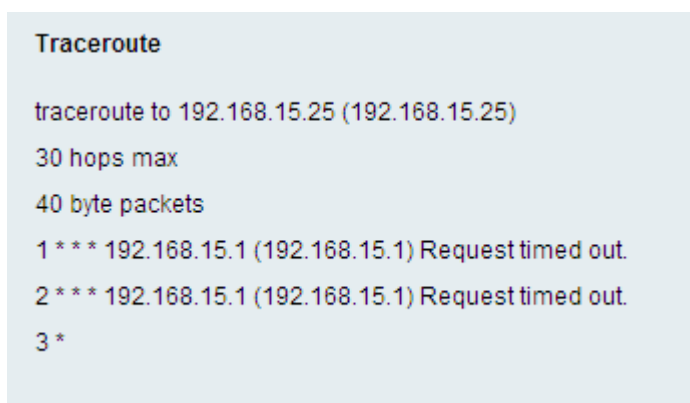 Traceroute
traceroute to 192.168.15.25 (192.168.15.25)
30 hops max
40 byte packets
1 * * * 192.168.15.1 (192.168.15.1) Request timed out.
2 * * * 192.168.15.1 (192.168.15.1) Request timed out.
3 *